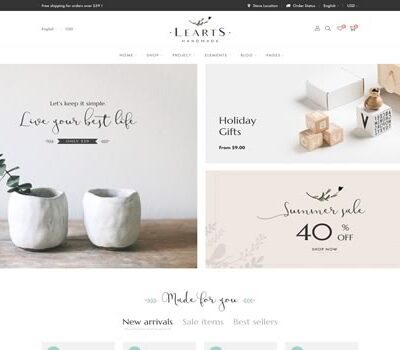 Free shipping for orders over $59 !
Store Location
Order Status
English
USD
English
USD
LEARTS
HANDMADE
HOME
SHOP
PROJECT
ELEMENTS
BLOG
PAGES
Let's keep it simple.
Live your best life
ONLY $39
Holiday
Gifts
From $9.00
V
Summer sale
40 % OFF
SHOP NOW
Made for you
New arrivals
Sale items
Best sellers